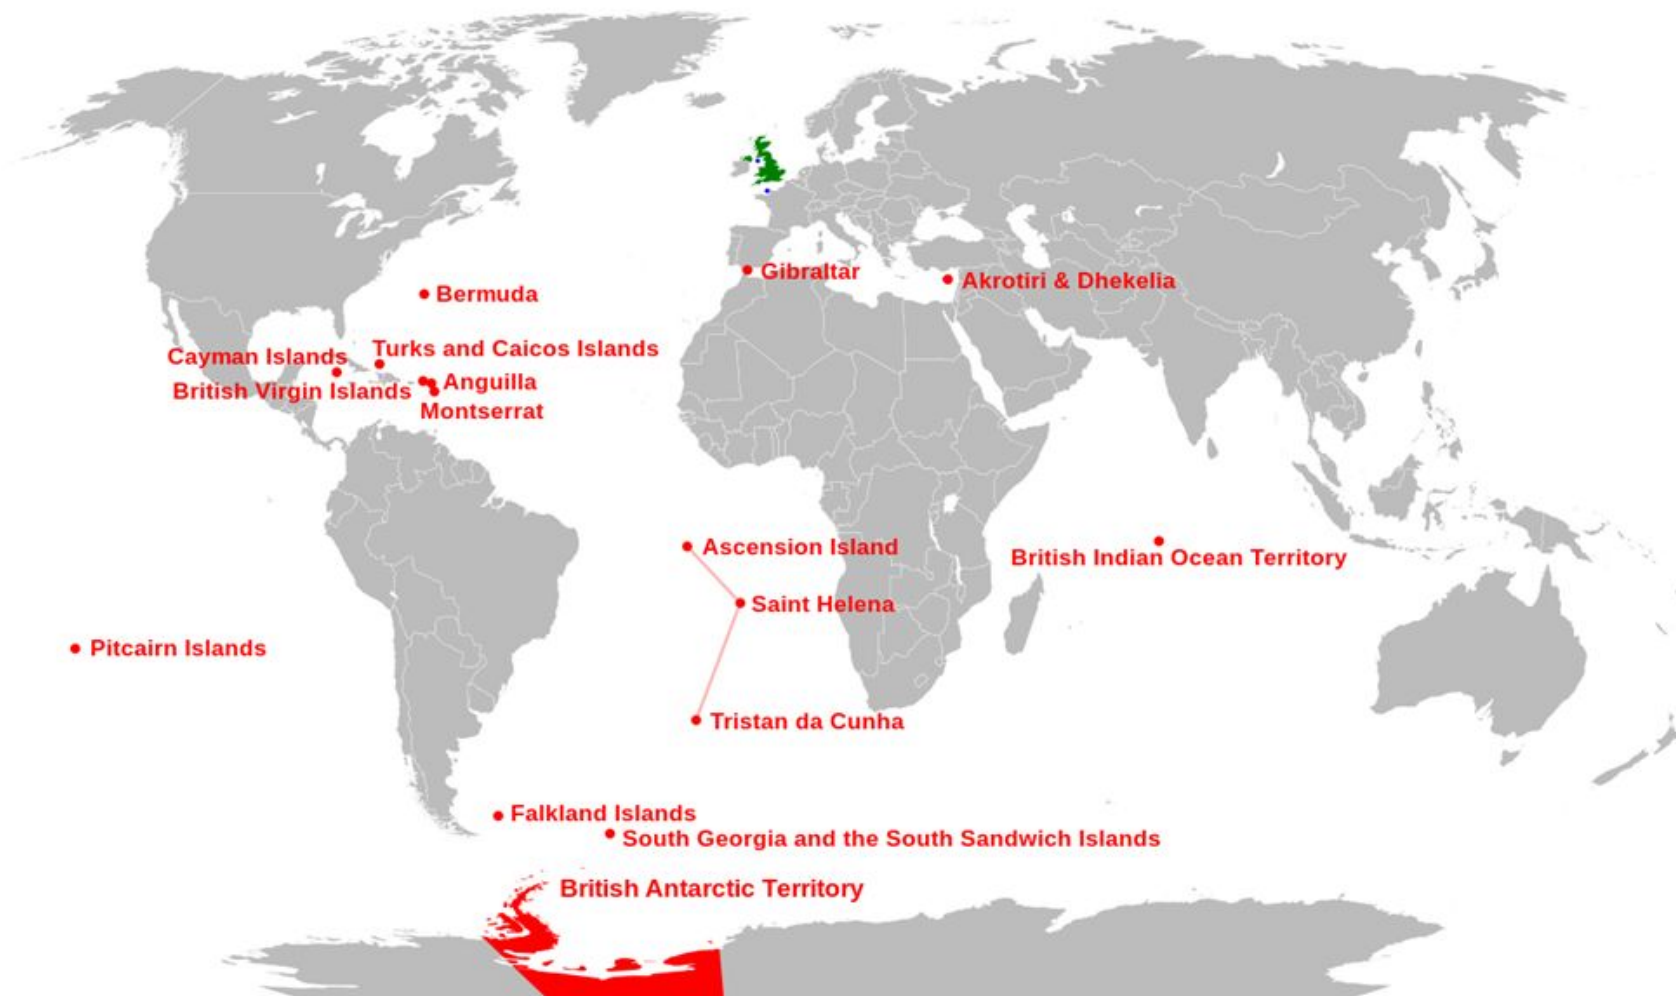 Gibraltar
Akrotiri & Dhekelia
Bermuda
Turks and Caicos Islands
Cayman Islands
Anguilla
British Virgin Islands
Montserrat
Ascension Island
British Indian Ocean Territory
Saint Helena
Pitcairn Islands
Tristan da Cunha
Falkland Islands
South Georgia and the South Sandwich Islands
British Antarctic Territory